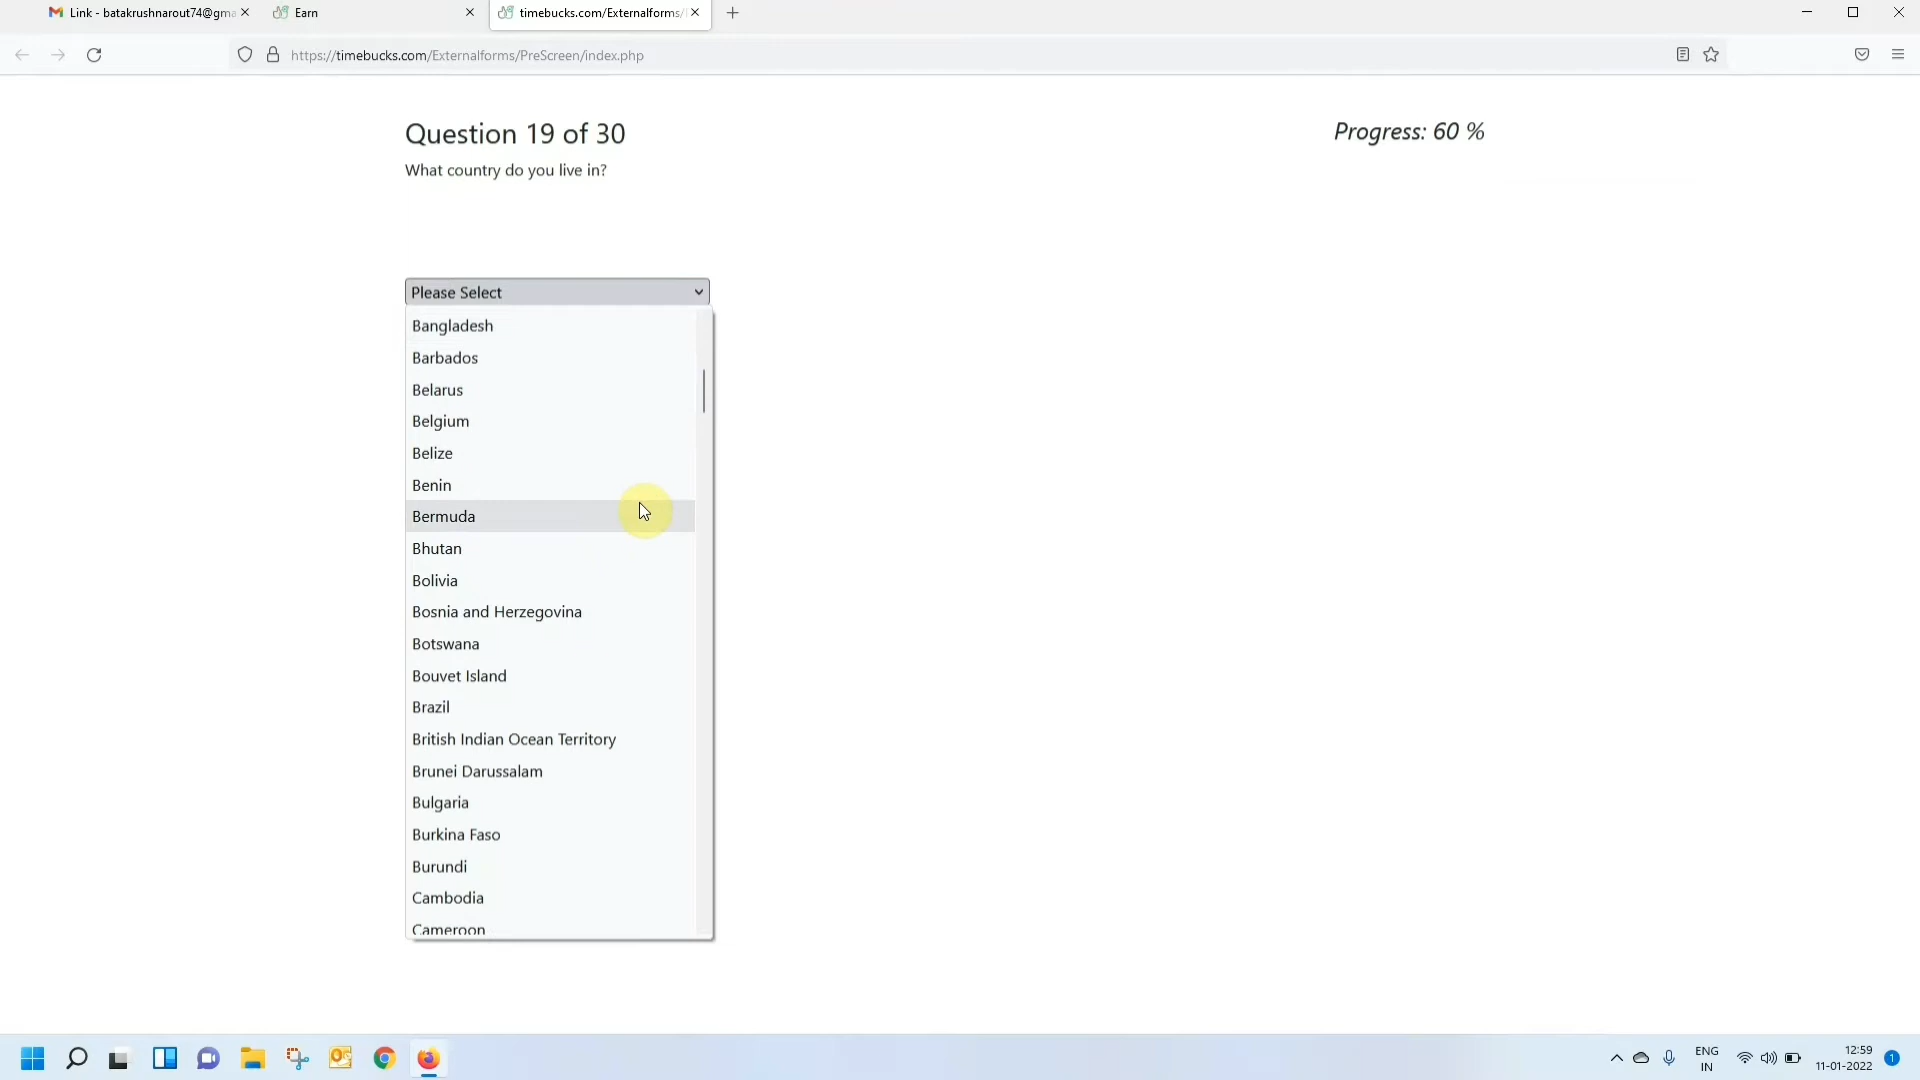 Link - batakrushnarout74@gma
Earn
timebucks.com/Externalforms/
https://timebucks.com/Externalforms/PreScreen/index.php
Question 19 of 30
Progress: 60 %
What country do you live in?
Please Select
Bangladesh
Barbados
Belarus
Belgium
Belize
Benin
Bermuda
Bhutan
Bolivia
Bosnia and Herzegovina
Botswana
Bouvet Island
Brazil
British Indian Ocean Territory
Brunei Darussalam
Bulgaria
Burkina Faso
Burundi
Cambodia
Cameroon
ENG
IN
12:59
11-01-2022
1